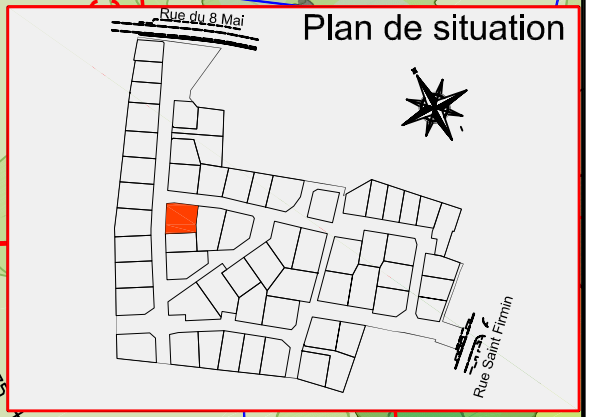 Rue du 8 Mai
Plan de situation
Rue Saint Firmin